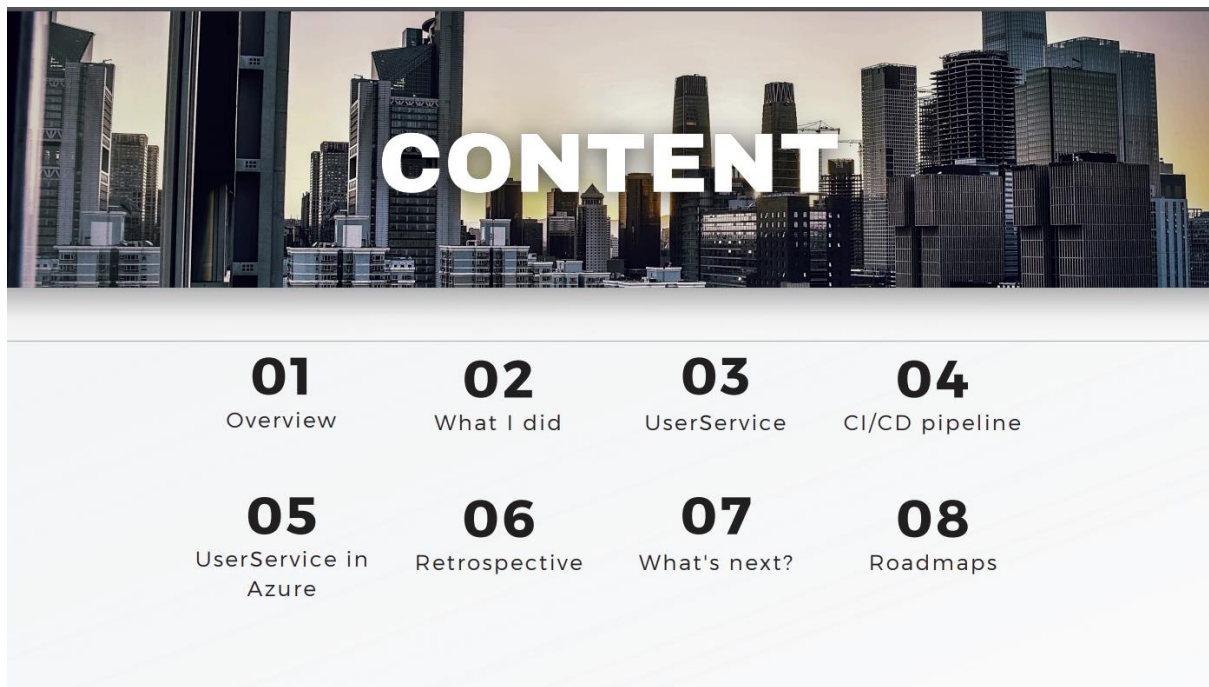 CONTENT
01
Overview
02
What I did
03
UserService
04
CI/CD pipeline
05
UserService in
Azure
06
Retrospective
07
What's next?
08
Roadmaps